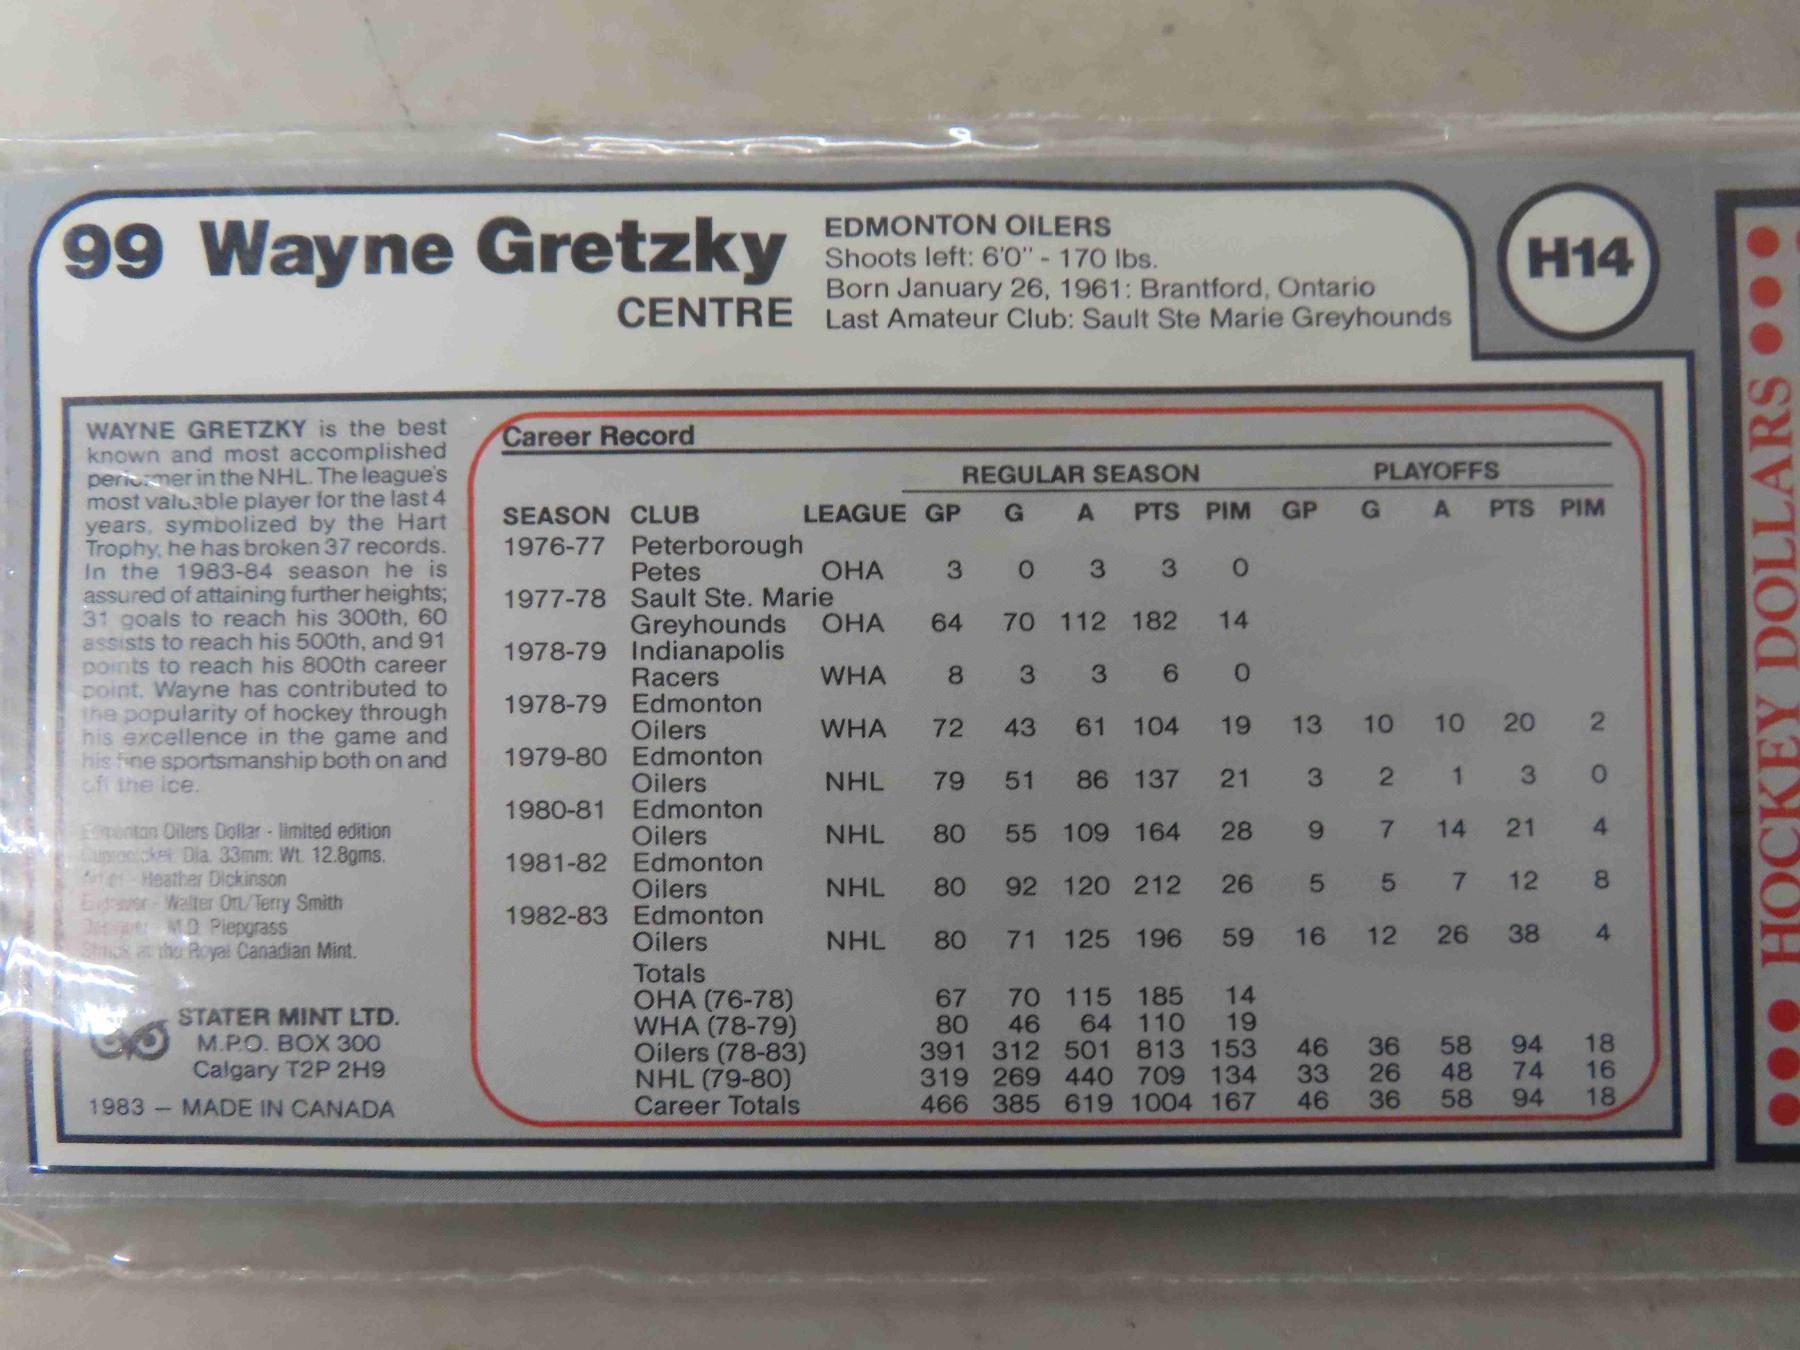 99 Wayne Gretzky
CENTRE
EDMONTON OILERS
Shoots left: 6'0" - 170 lbs.
Born January 26, 1961: Brantford, Ontario
Last Amateur Club: Sault Ste Marie Greyhounds
H14
WAYNE GRETZKY is the best
known and most accomplished
performer in the NHL. The league's
most valuable player for the last 4
years, symbolized by the Hart
Trophy, he has broken 37 records.
In the 1983-84 season he is
assured of attaining further heights;
31 goals to reach his 300th, 60
assists to reach his 500th, and 91
points to reach his 800th career
point. Wayne has contributed to
the popularity of hockey through
his excellence in the game and
his fine sportsmanship both on and
off the ice.
Edmonton Oilers Dollar - limited edition
Cupronickel: Dia. 33mm: Wt. 12.8gms.
Artist - Heather Dickinson
Engraver - Walter Ott/Terry Smith
Designer - M.D. Piepgrass
Struck at the Royal Canadian Mint.
STATER MINT LTD.
M.P.O. BOX 300
Calgary T2P 2H9
1983 – MADE IN CANADA
Career Record
REGULAR SEASON PLAYOFFS
SEASON CLUB LEAGUE GP G A PTS PIM GP G A PTS PIM
1976-77 Peterborough
Petes OHA 3 0 3 3 0
1977-78 Sault Ste. Marie
Greyhounds OHA 64 70 112 182 14
1978-79 Indianapolis
Racers WHA 8 3 3 6 0
1978-79 Edmonton
Oilers WHA 72 43 61 104 19 13 10 10 20 2
1979-80 Edmonton
Oilers NHL 79 51 86 137 21 3 2 1 3 0
1980-81 Edmonton
Oilers NHL 80 55 109 164 28 9 7 14 21 4
1981-82 Edmonton
Oilers NHL 80 92 120 212 26 5 5 7 12 8
1982-83 Edmonton
Oilers NHL 80 71 125 196 59 16 12 26 38 4
Totals
OHA (76-78) 67 70 115 185 14
WHA (78-79) 80 46 64 110 19
Oilers (78-83) 391 312 501 813 153 46 36 58 94 18
NHL (79-80) 319 269 440 709 134 33 26 48 74 16
Career Totals 466 385 619 1004 167 46 36 58 94 18
HOCKEY DOLLARS